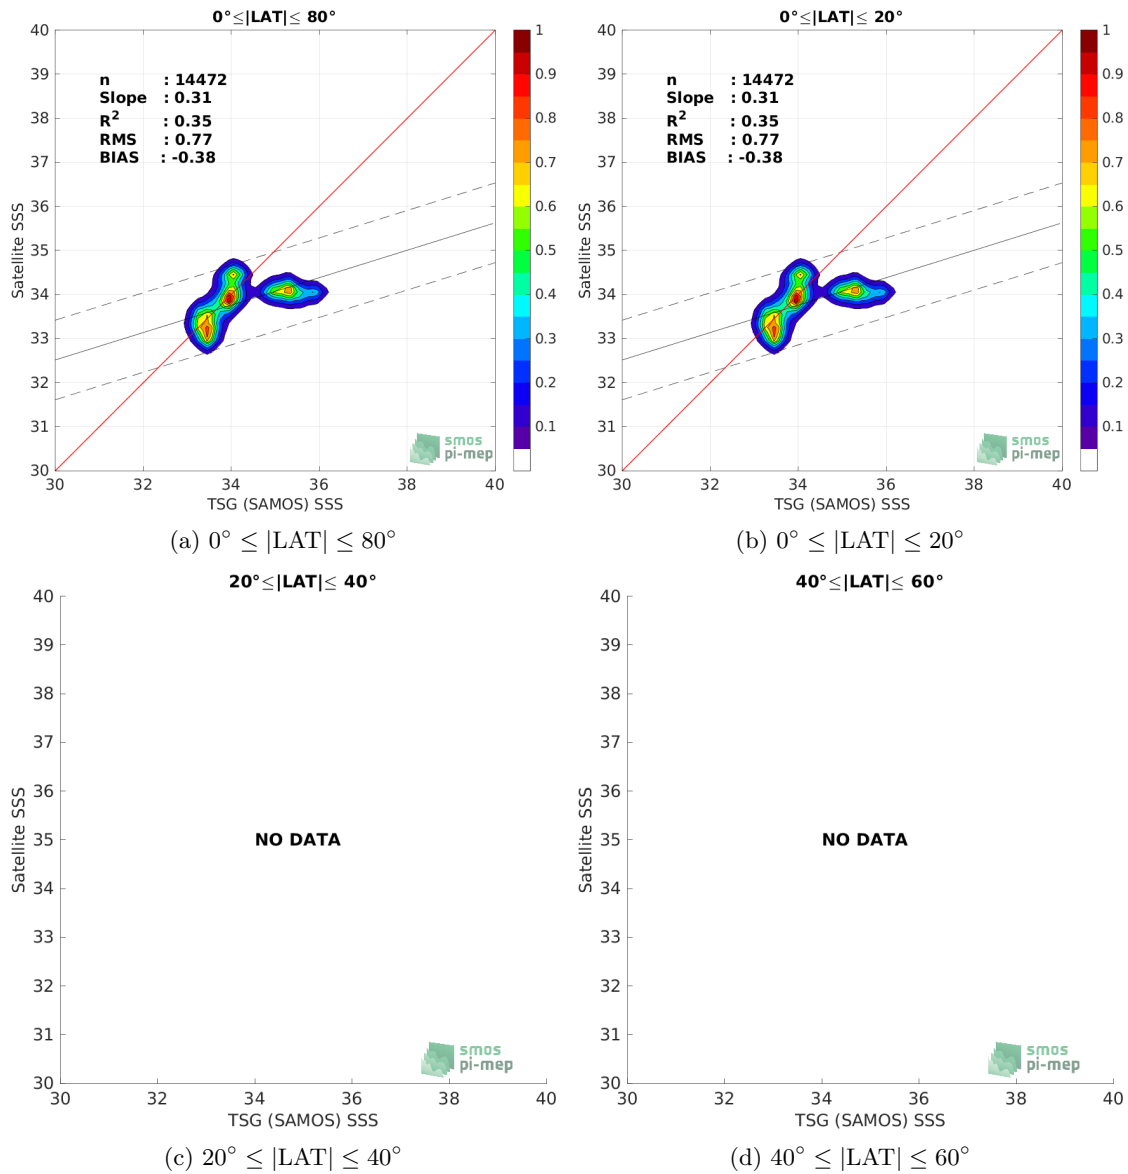 0°≤|LAT|≤ 80°
40
39
38
37
36
35
34
33
32
31
30
Satellite SSS
n : 14472
Slope : 0.31
R² : 0.35
RMS : 0.77
BIAS : -0.38
smos
pi-mep
30 32 34 36 38 40
TSG (SAMOS) SSS
1
0.9
0.8
0.7
0.6
0.5
0.4
0.3
0.2
0.1
(a) 0° ≤ |LAT| ≤ 80°
0°≤|LAT|≤ 20°
40
39
38
37
36
35
34
33
32
31
30
Satellite SSS
n : 14472
Slope : 0.31
R² : 0.35
RMS : 0.77
BIAS : -0.38
smos
pi-mep
30 32 34 36 38 40
TSG (SAMOS) SSS
1
0.9
0.8
0.7
0.6
0.5
0.4
0.3
0.2
0.1
(b) 0° ≤ |LAT| ≤ 20°
20°≤|LAT|≤ 40°
40
39
38
37
36
35
34
33
32
31
30
Satellite SSS
NO DATA
smos
pi-mep
30 32 34 36 38 40
TSG (SAMOS) SSS
(c) 20° ≤ |LAT| ≤ 40°
40°≤|LAT|≤ 60°
40
39
38
37
36
35
34
33
32
31
30
Satellite SSS
NO DATA
smos
pi-mep
30 32 34 36 38 40
TSG (SAMOS) SSS
(d) 40° ≤ |LAT| ≤ 60°